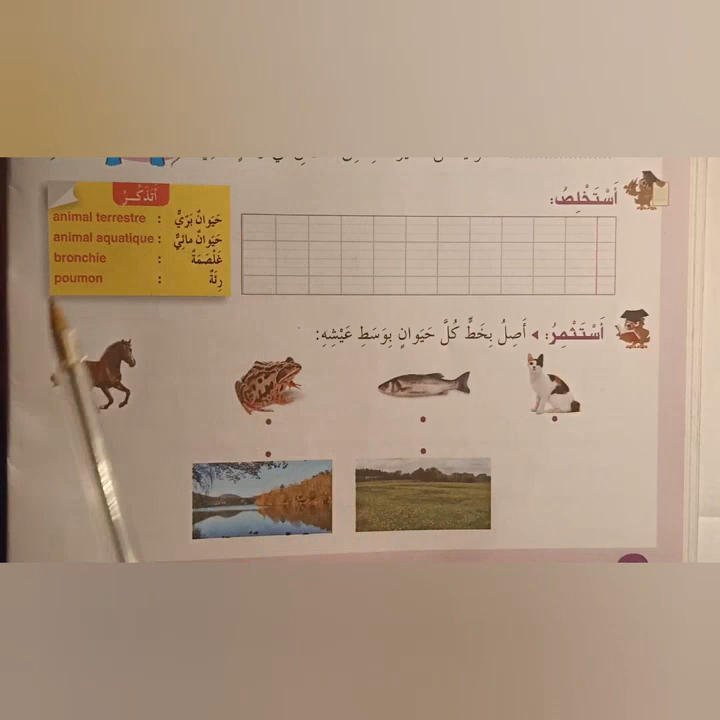 أَسْتَخْلِصُ:
أَتَذَكَّرُ
حَيَوانٌ بَرِّيٌّ : animal terrestre
حَيَوانٌ مائِيٌّ : animal aquatique
غَلْصَمَةٌ : bronchie
رِئَةٌ : poumon
أَسْتَثْمِرُ: ◂ أَصِلُ بِخَطٍّ كُلَّ حَيَوانٍ بِوَسَطِ عَيْشِهِ: